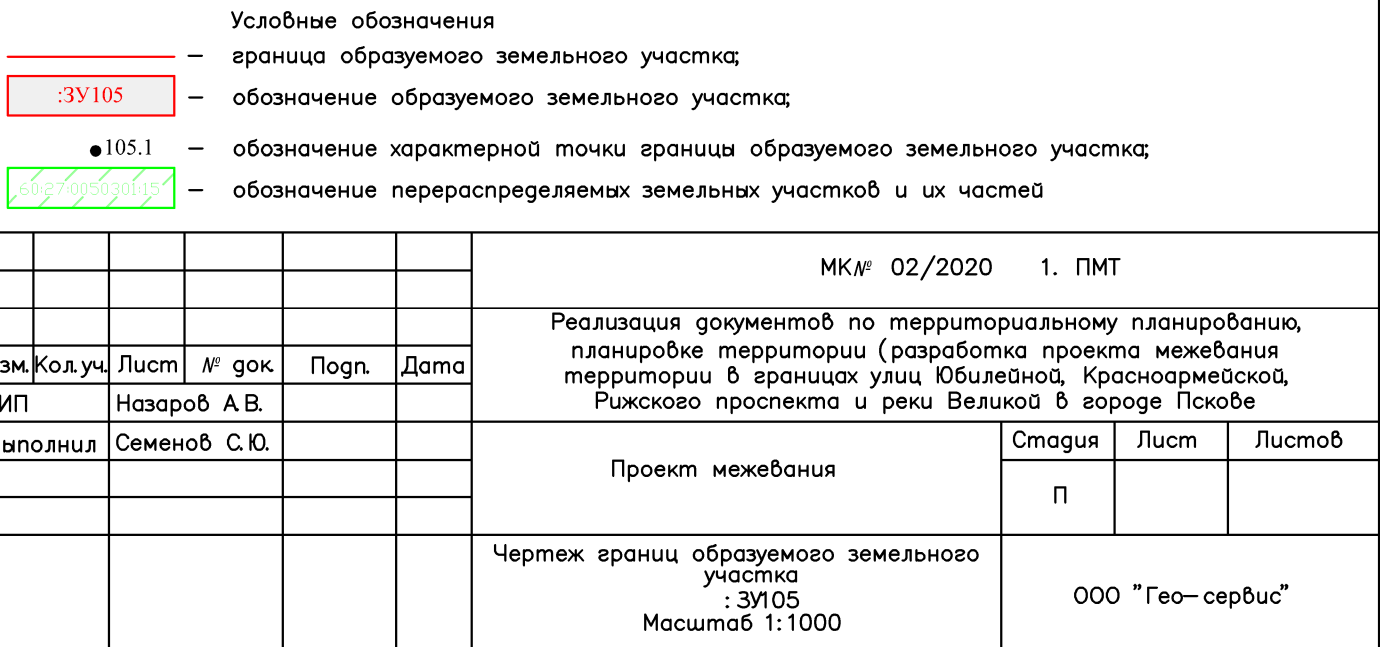 Условные обозначения
– граница образуемого земельного участка;
:ЗУ105 – обозначение образуемого земельного участка;
105.1 – обозначение характерной точки границы образуемого земельного участка;
60:27:0050301:15 – обозначение перераспределяемых земельных участков и их частей
МК№ 02/2020 1. ПМТ
Реализация документов по территориальному планированию,
планировке территории (разработка проекта межевания
территории в границах улиц Юбилейной, Красноармейской,
Рижского проспекта и реки Великой в городе Пскове
зм. Кол.уч. Лист № док. Подп. Дата
ИП Назаров А.В.
ыполнил Семенов С.Ю.
Проект межевания
Стадия Лист Листов
П
Чертеж границ образуемого земельного
участка
:ЗУ105
Масштаб 1:1000
ООО "Гео-сервис"